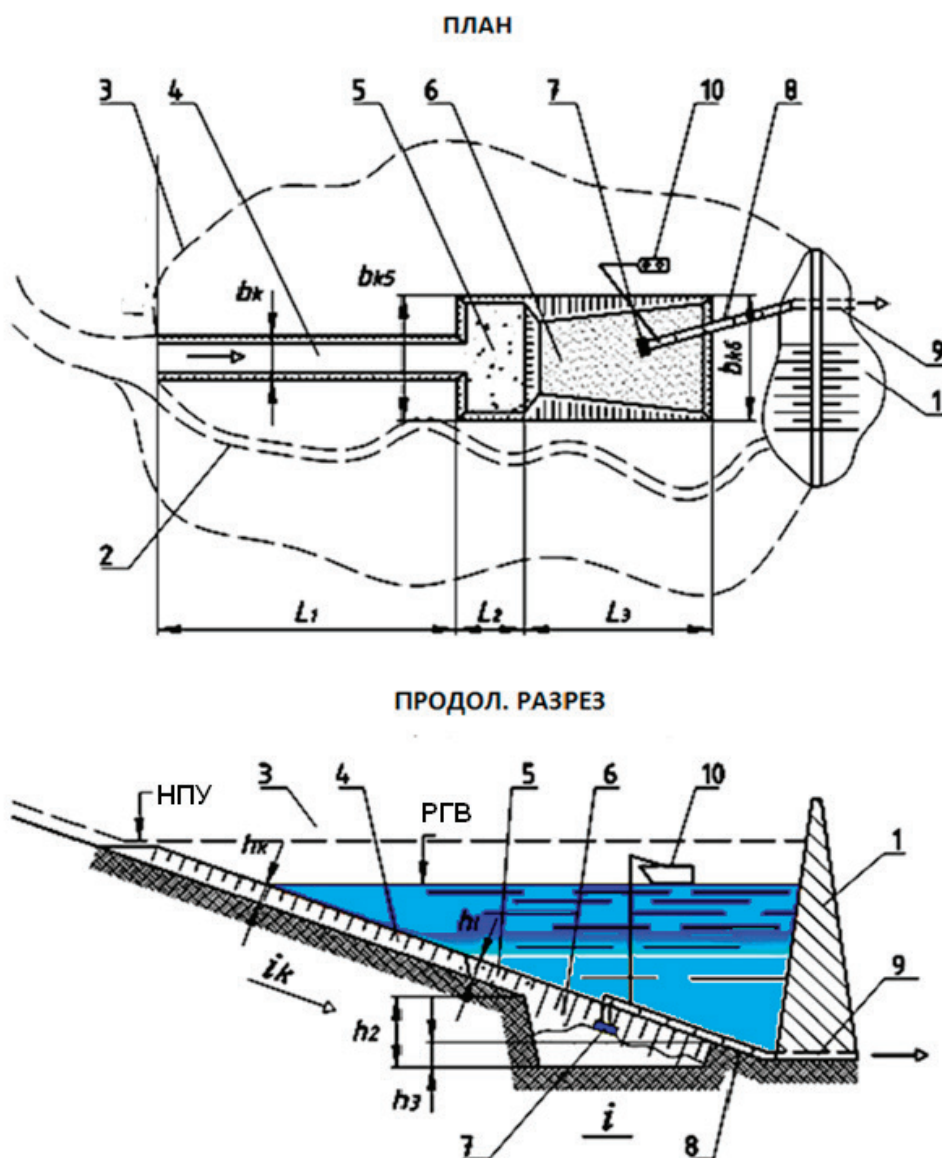 ПЛАН
3 4 5 6 7 10 8
bк bк5 bк6
9
1
2
L1 L2 L3
ПРОДОЛ. РАЗРЕЗ
НПУ 3 4 РГВ 5 6 10
1
hк
h1
iк
9
h2
h3
7 i 8